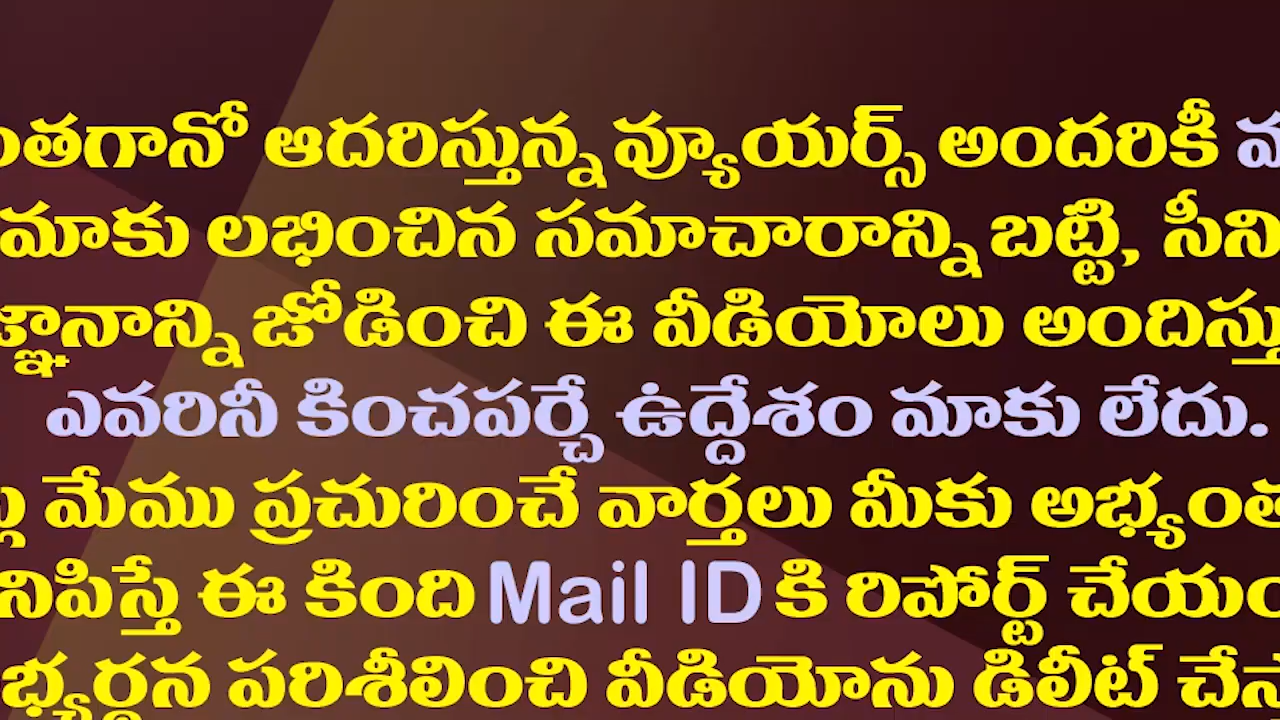 ంతగానో ఆదరిస్తున్న వ్యూయర్స్ అందరికీ
మాకు లభించిన సమాచారాన్ని బట్టి, సీని
జ్ఞానాన్ని జోడించి ఈ వీడియోలు అందిస్తు
ఎవరినీ కించపర్చే ఉద్దేశం మాకు లేదు.
మేము ప్రచురించే వార్తలు మీకు అభ్యంత
నిపిస్తే ఈ కింది Mail ID కి రిపోర్ట్ చేయం
భ్యర్ధన పరిశీలించి వీడియోను డిలీట్ చేస